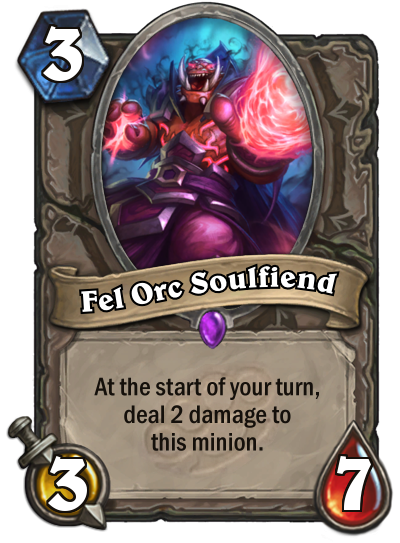 3
Fel Orc Soulfiend
At the start of your turn,
deal 2 damage to
this minion.
3
7